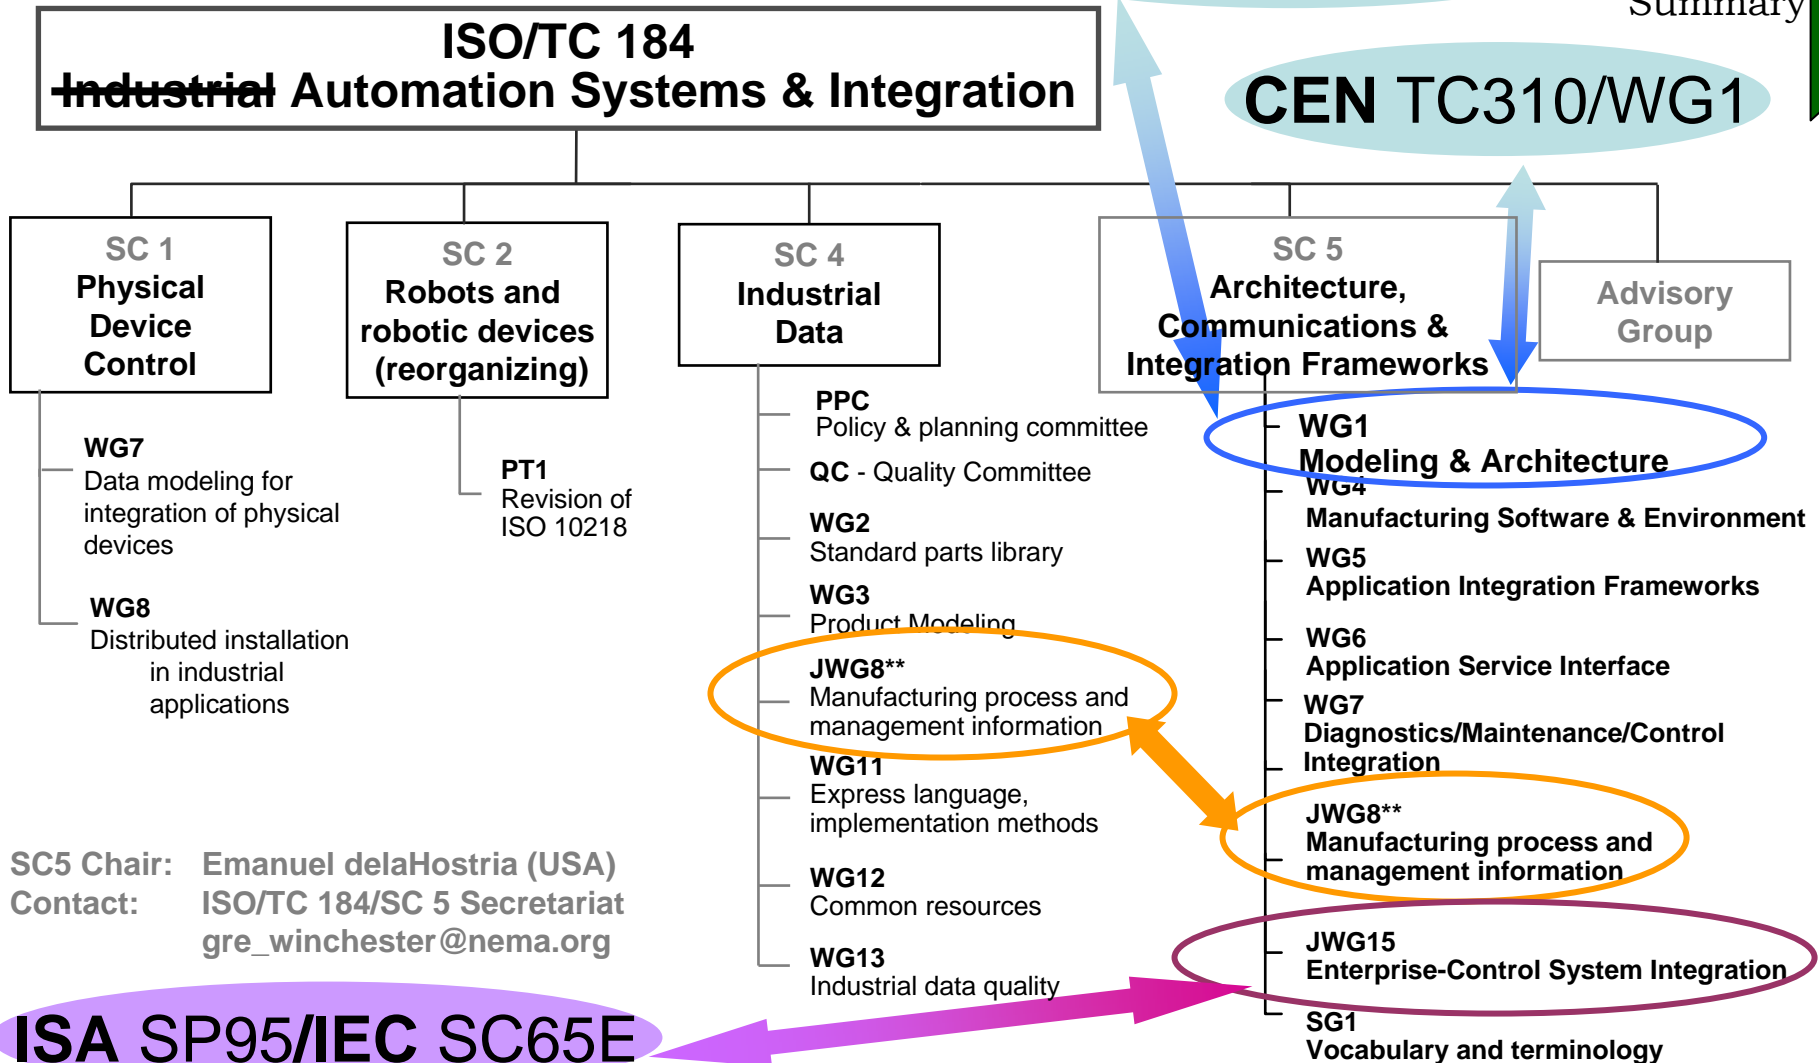 Summary
ISO/TC 184
Industrial Automation Systems & Integration
CEN TC310/WG1
SC 1
Physical
Device
Control
WG7
Data modeling for
integration of physical
devices
WG8
Distributed installation
in industrial
applications
SC 2
Robots and
robotic devices
(reorganizing)
PT1
Revision of
ISO 10218
SC 4
Industrial
Data
PPC
Policy & planning committee
QC - Quality Committee
WG2
Standard parts library
WG3
Product Modeling
JWG8**
Manufacturing process and
management information
WG11
Express language,
implementation methods
WG12
Common resources
WG13
Industrial data quality
SC 5
Architecture,
Communications &
Integration Frameworks
WG1
Modeling & Architecture
WG4
Manufacturing Software & Environment
WG5
Application Integration Frameworks
WG6
Application Service Interface
WG7
Diagnostics/Maintenance/Control
Integration
JWG8**
Manufacturing process and
management information
JWG15
Enterprise-Control System Integration
SG1
Vocabulary and terminology
Advisory
Group
SC5 Chair: Emanuel delaHostria (USA)
Contact: ISO/TC 184/SC 5 Secretariat
gre_winchester@nema.org
ISA SP95/IEC SC65E